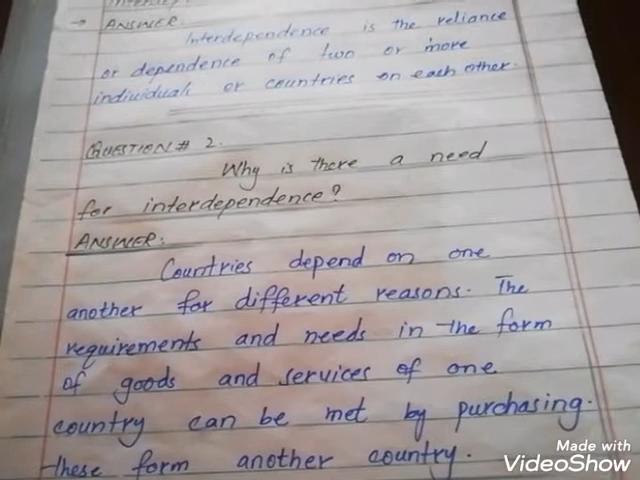 → ANSWER.
Interdependence is the reliance
or dependence of two or more
individuals or countries on each other.
QUESTION # 2.
Why is there a need
for interdependence?
ANSWER:
Countries depend on one
another for different reasons. The
requirements and needs in the form
of goods and services of one
country can be met by purchasing.
these form another country.
Made with
VideoShow